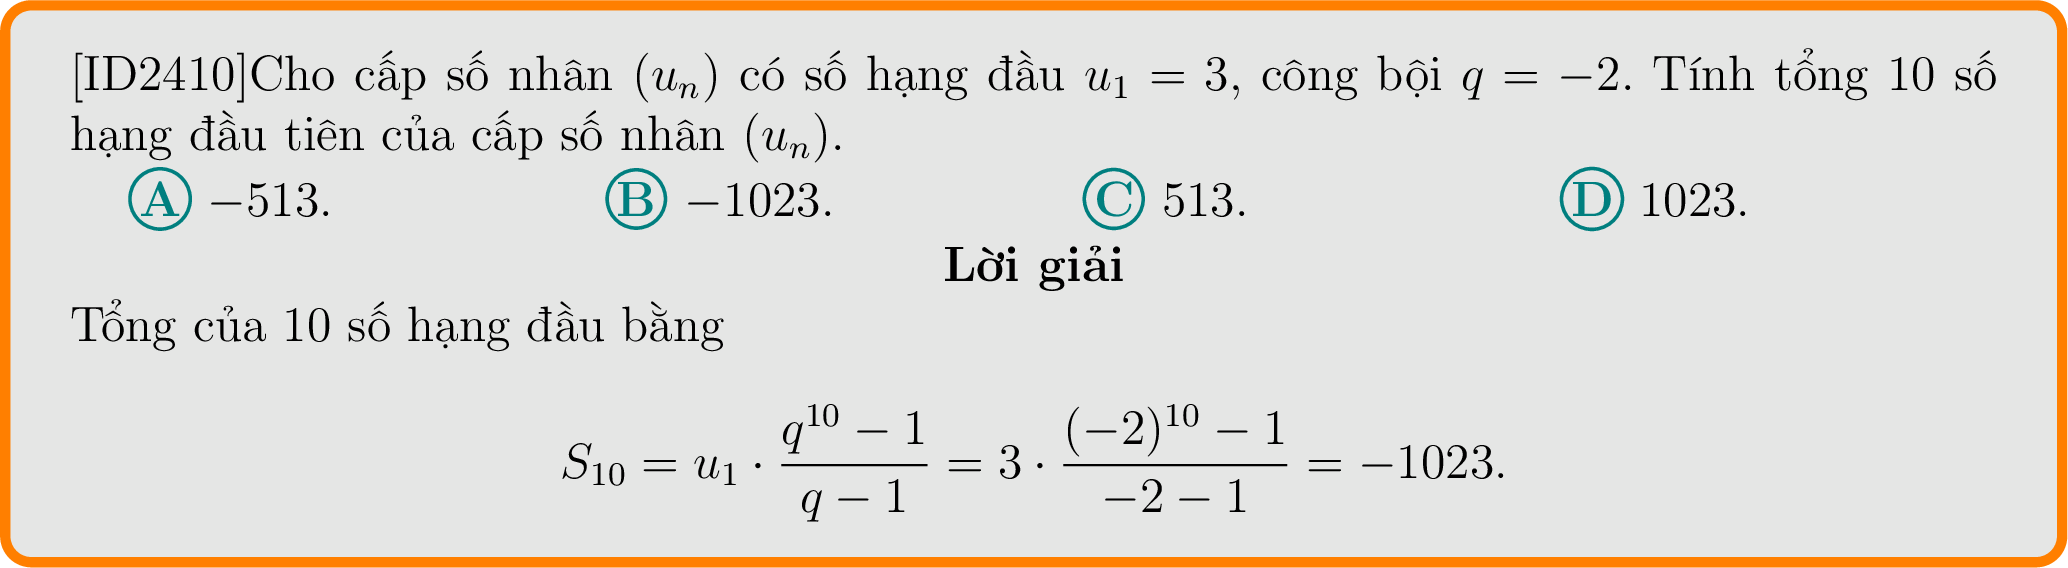 [ID2410]Cho cấp số nhân $(u_n)$ có số hạng đầu $u_1 = 3$, công bội $q = -2$. Tính tổng 10 số
hạng đầu tiên của cấp số nhân $(u_n)$.
Ⓐ $-513$. Ⓑ $-1023$. Ⓒ $513$. Ⓓ $1023$.
Lời giải
Tổng của 10 số hạng đầu bằng
$S_{10} = u_1 \cdot \dfrac{q^{10} - 1}{q - 1} = 3 \cdot \dfrac{(-2)^{10} - 1}{-2 - 1} = -1023.$